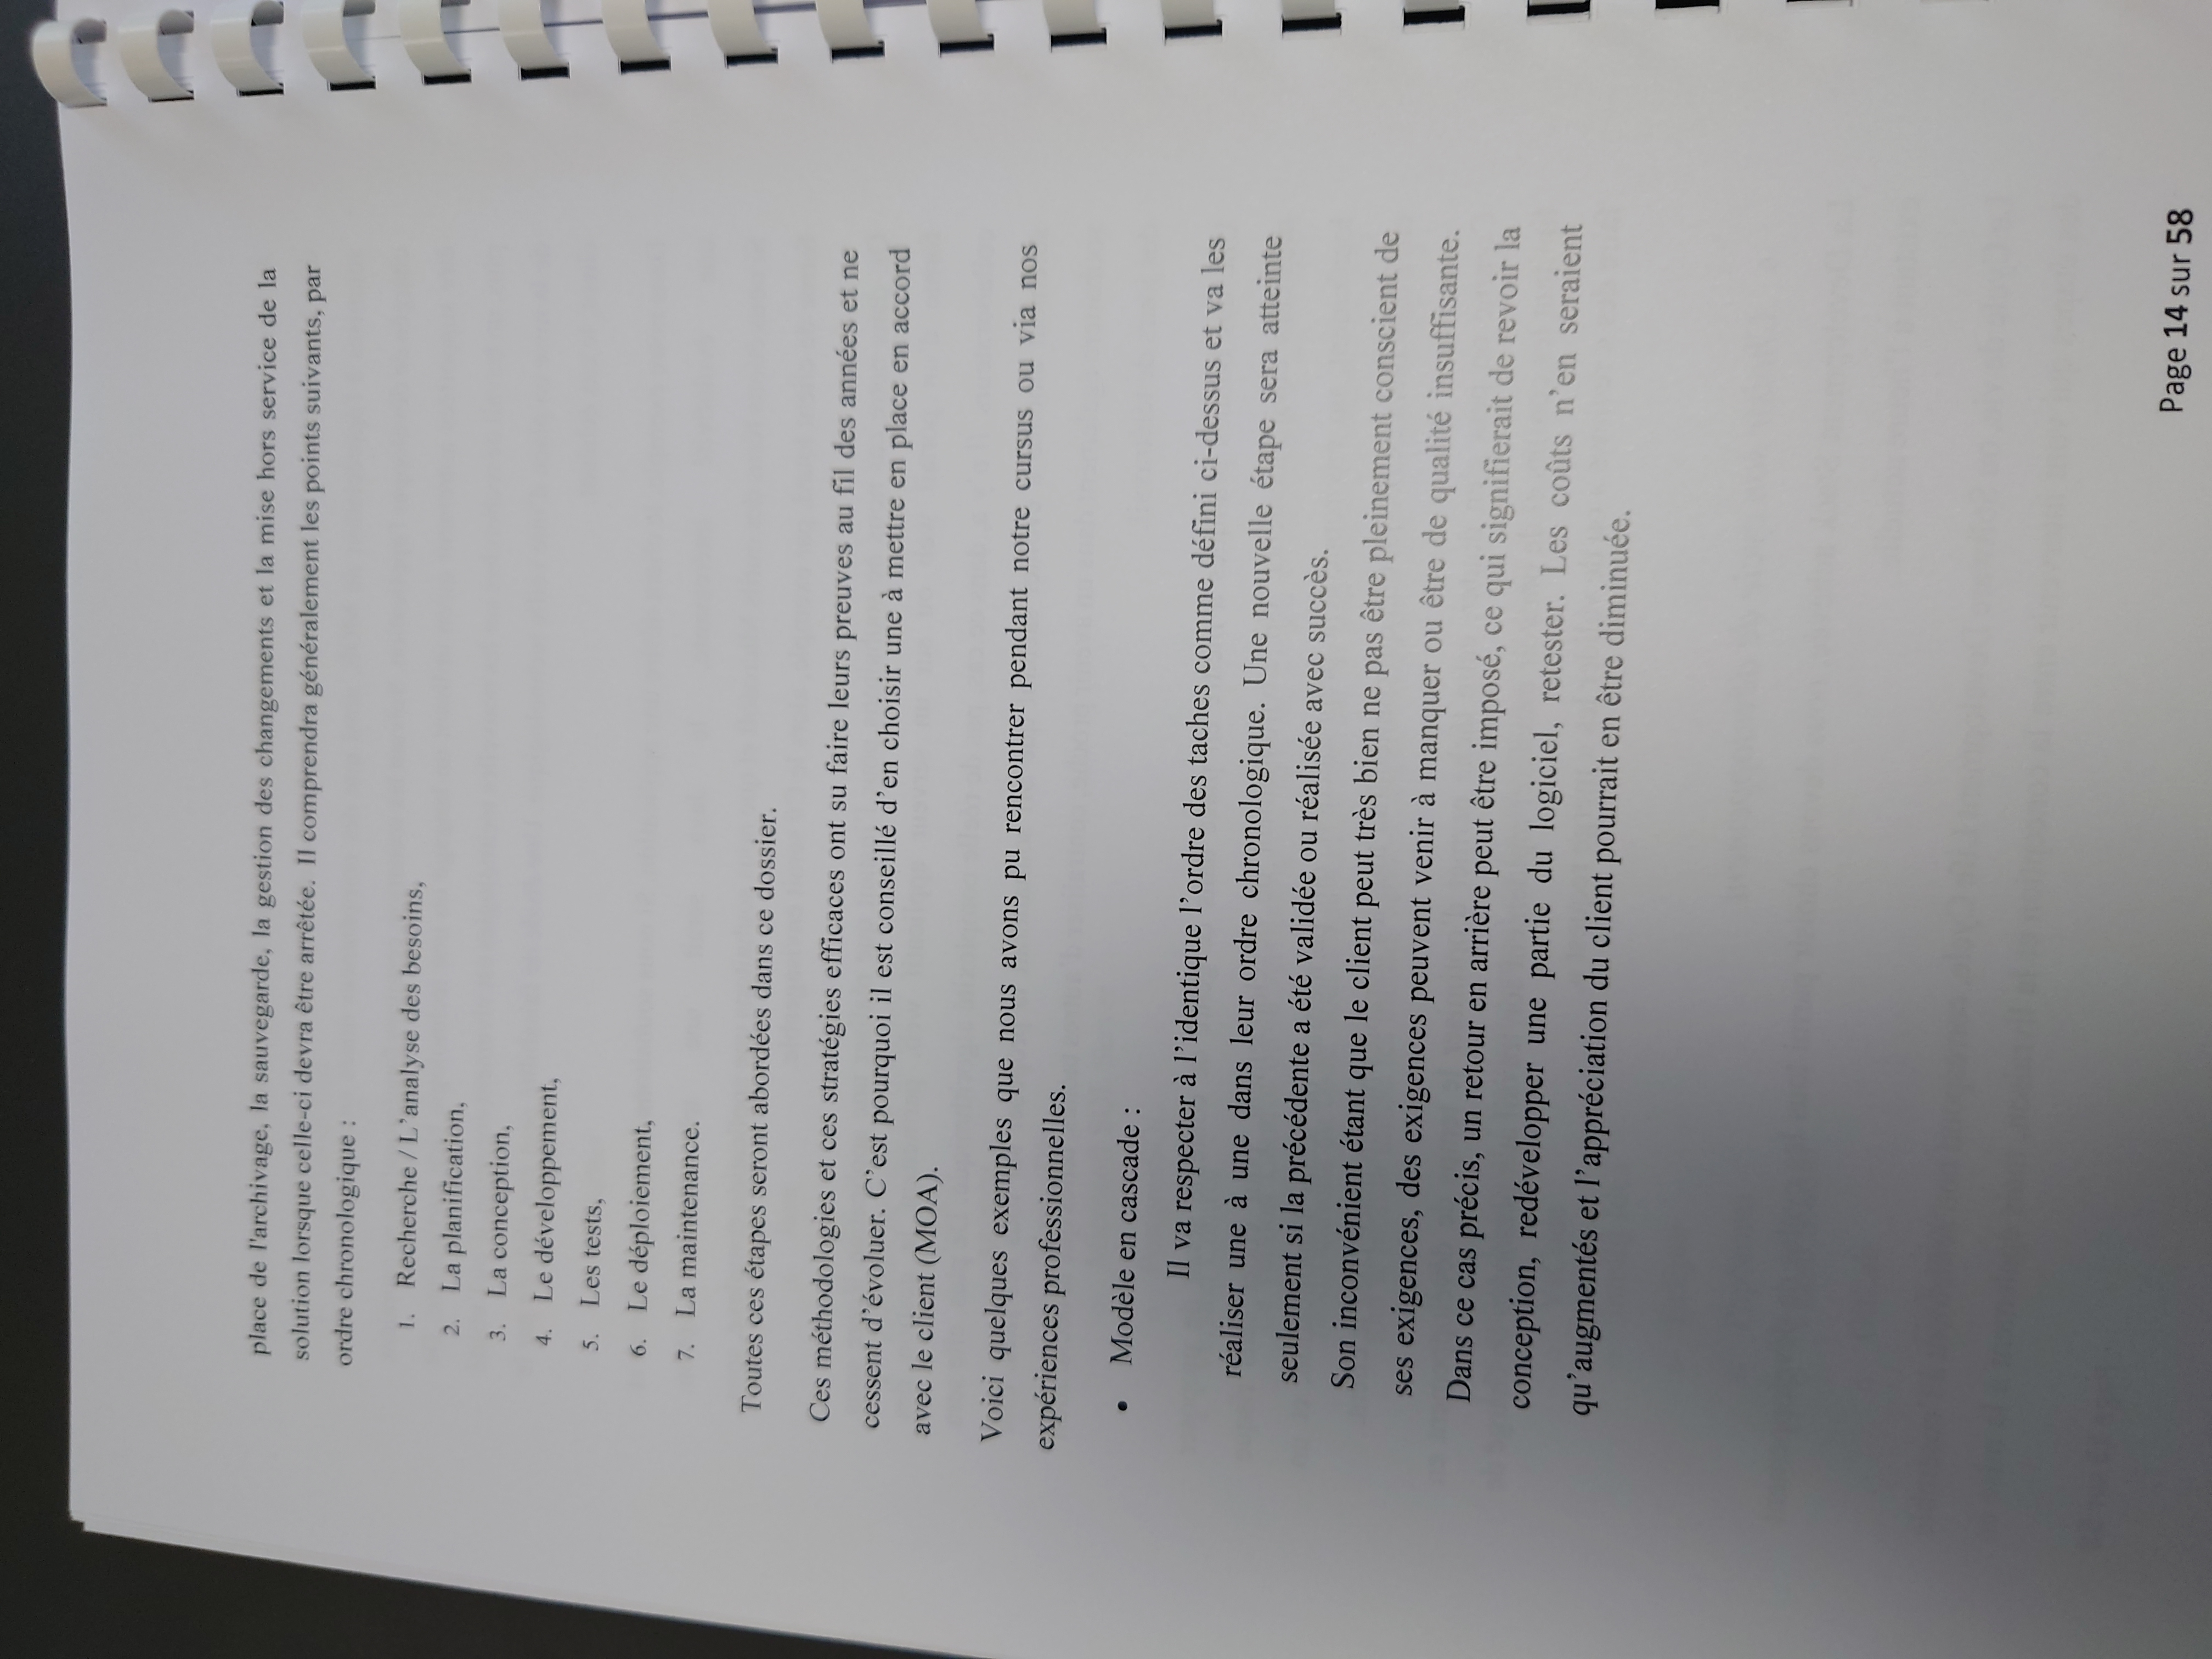 place de l'archivage, la sauvegarde, la gestion des changements et la mise hors service de la
solution lorsque celle-ci devra être arrêtée. Il comprendra généralement les points suivants, par
ordre chronologique :
1. Recherche / L’analyse des besoins,
2. La planification,
3. La conception,
4. Le développement,
5. Les tests,
6. Le déploiement,
7. La maintenance.
Toutes ces étapes seront abordées dans ce dossier.
Ces méthodologies et ces stratégies efficaces ont su faire leurs preuves au fil des années et ne
cessent d’évoluer. C’est pourquoi il est conseillé d’en choisir une à mettre en place en accord
avec le client (MOA).
Voici quelques exemples que nous avons pu rencontrer pendant notre cursus ou via nos
expériences professionnelles.
• Modèle en cascade :
Il va respecter à l’identique l’ordre des taches comme défini ci-dessus et va les
réaliser une à une dans leur ordre chronologique. Une nouvelle étape sera atteinte
seulement si la précédente a été validée ou réalisée avec succès.
Son inconvénient étant que le client peut très bien ne pas être pleinement conscient de
ses exigences, des exigences peuvent venir à manquer ou être de qualité insuffisante.
Dans ce cas précis, un retour en arrière peut être imposé, ce qui signifierait de revoir la
conception, redévelopper une partie du logiciel, retester. Les coûts n’en seraient
qu’augmentés et l’appréciation du client pourrait en être diminuée.
Page 14 sur 58